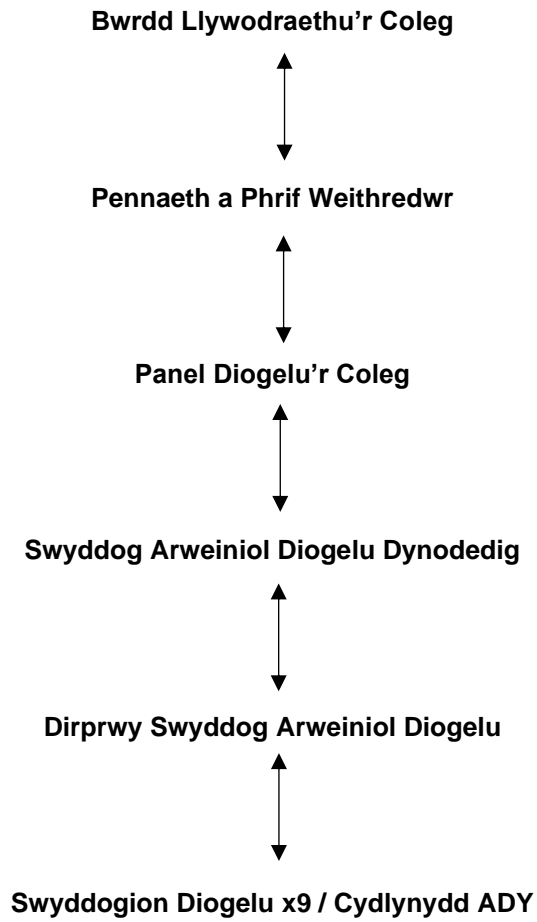 Bwrdd Llywodraethu’r Coleg
Pennaeth a Phrif Weithredwr
Panel Diogelu’r Coleg
Swyddog Arweiniol Diogelu Dynodedig
Dirprwy Swyddog Arweiniol Diogelu
Swyddogion Diogelu x9 / Cydlynydd ADY